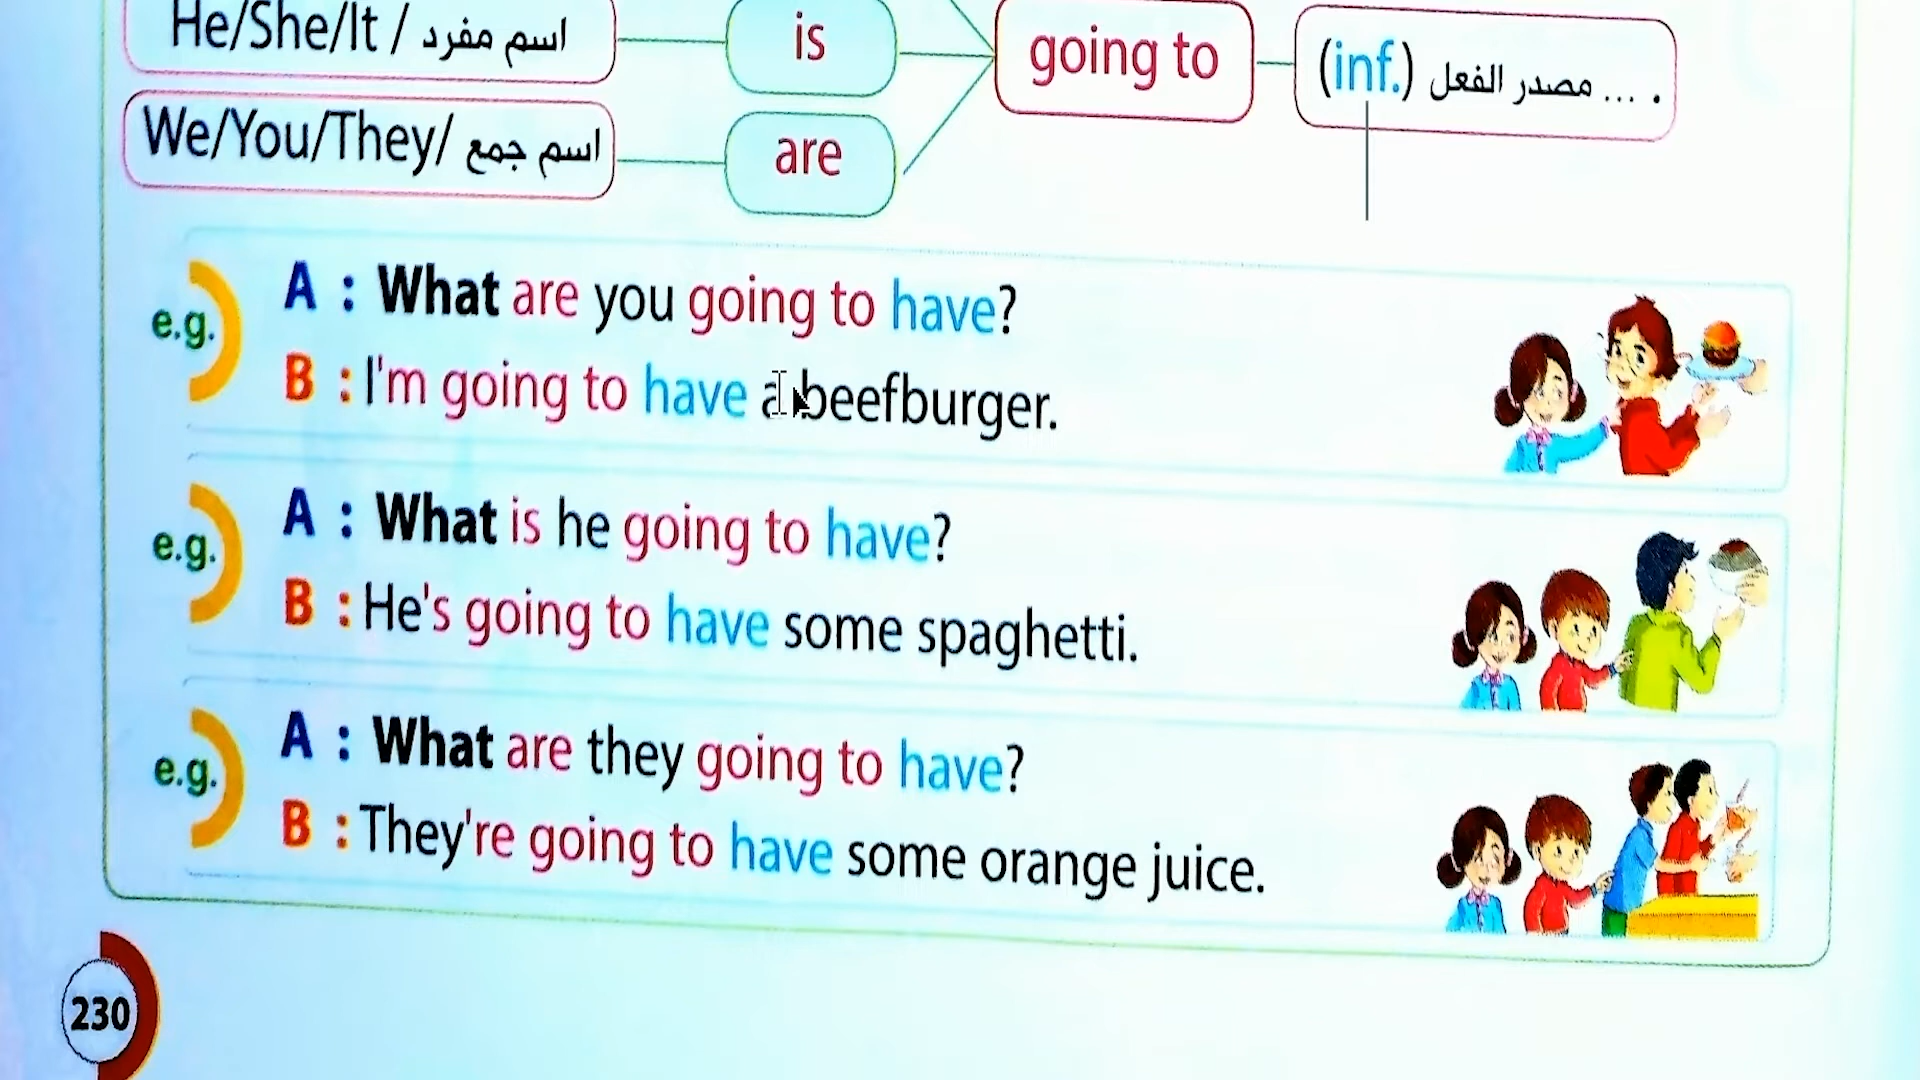 He/She/It / اسم مفرد
is
going to
(inf.) مصدر الفعل ... .
We/You/They/ اسم جمع
are
e.g.
A : What are you going to have?
B : I'm going to have a beefburger.
e.g.
A : What is he going to have?
B : He's going to have some spaghetti.
e.g.
A : What are they going to have?
B : They're going to have some orange juice.
230